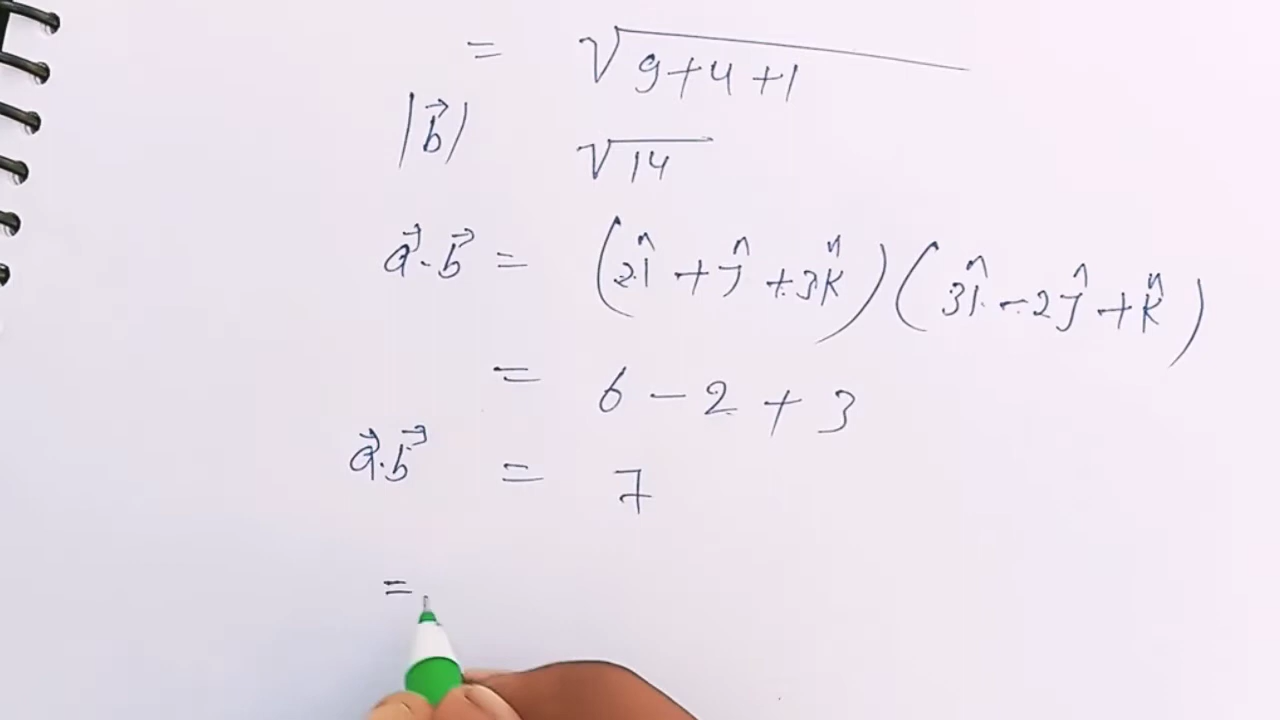 = √9+4+1
|b⃗| √14
a⃗.b⃗ = (2î + ĵ + 3k̂)(3î - 2ĵ + k̂)
= 6 - 2 + 3
a⃗.b⃗ = 7
=